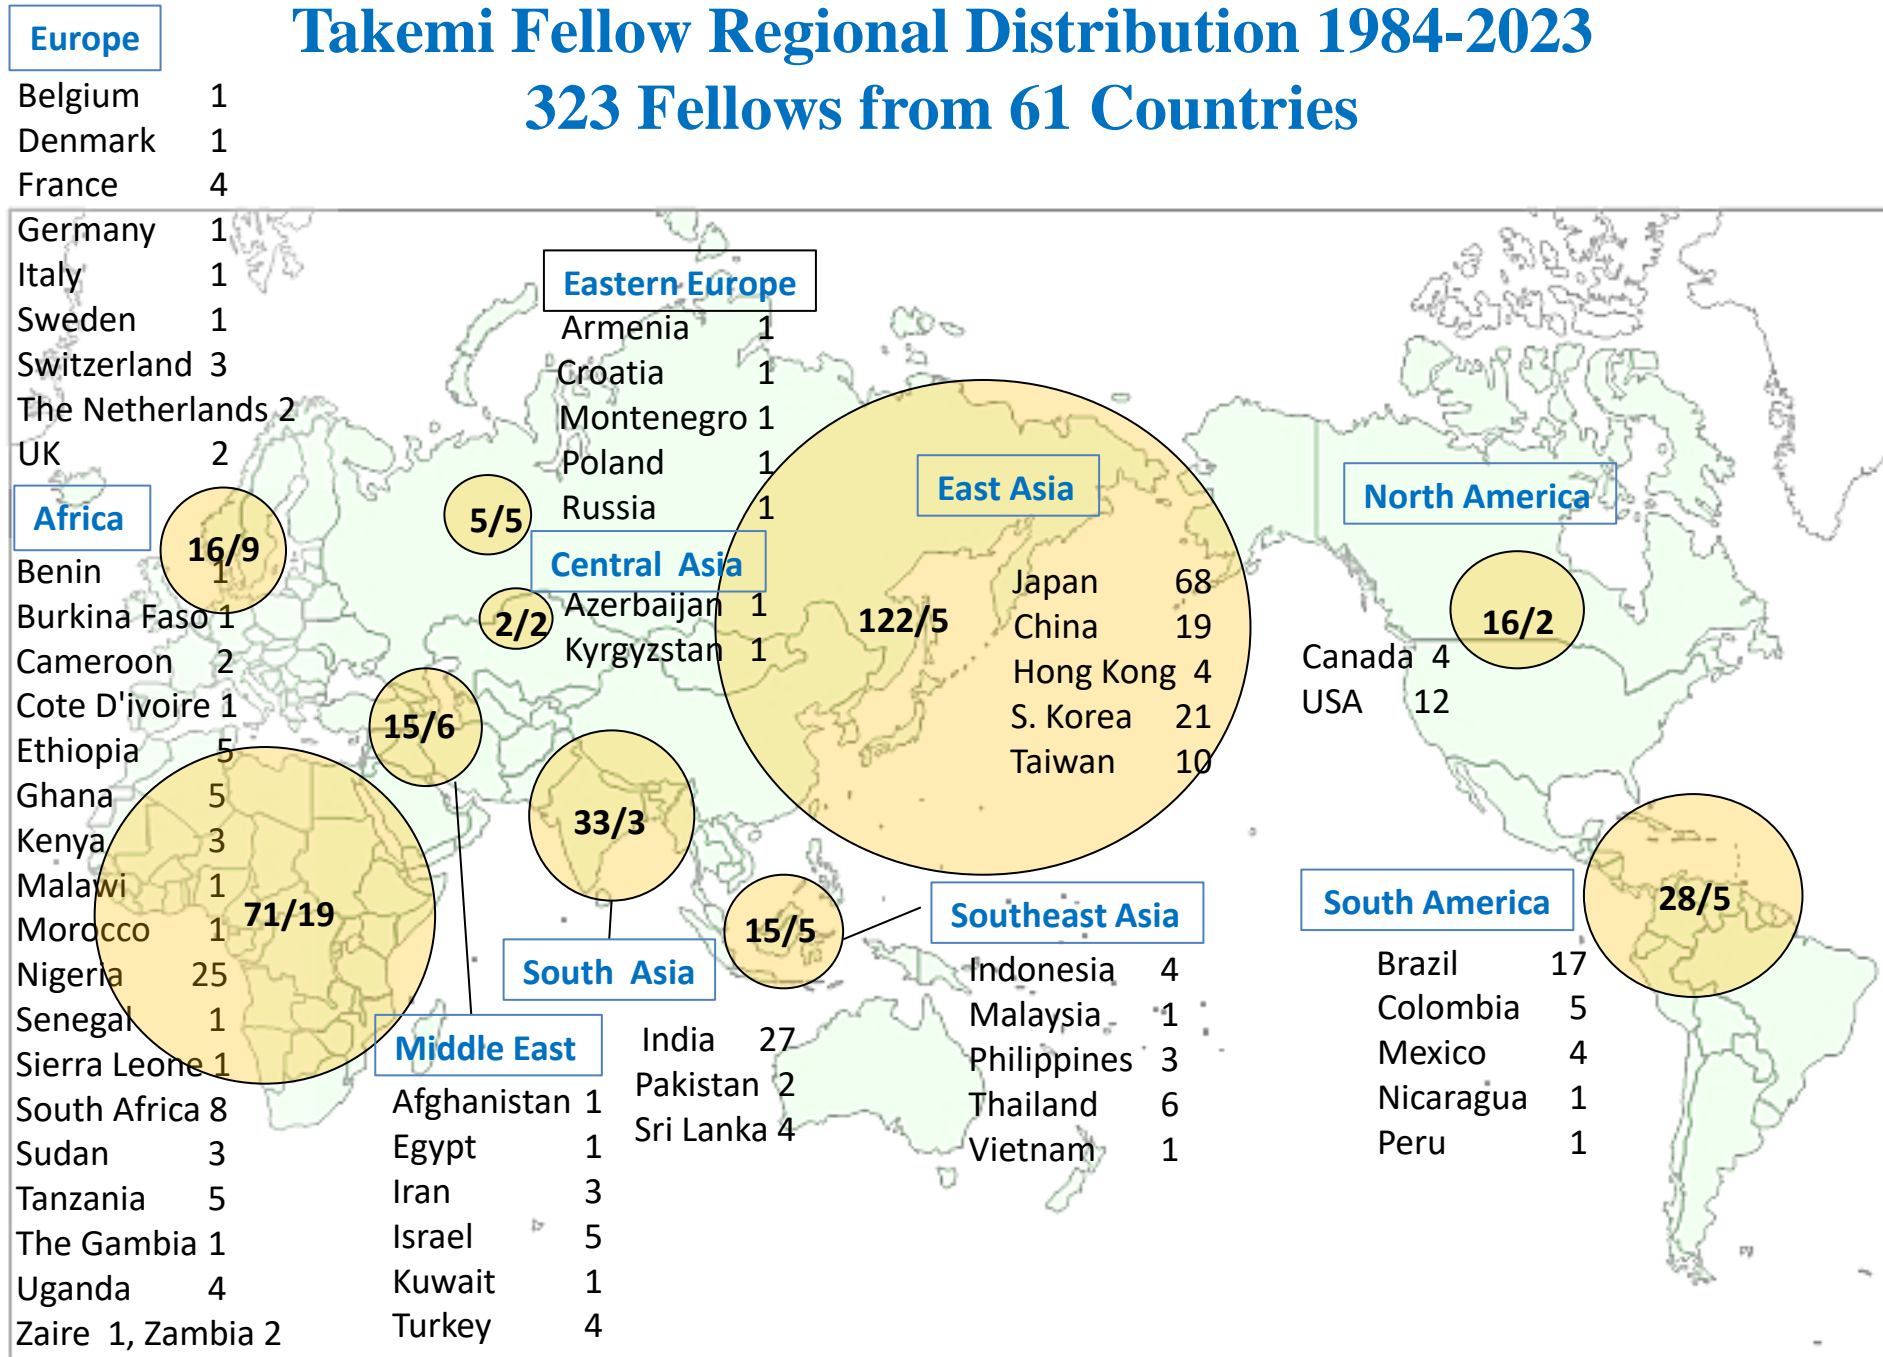 Takemi Fellow Regional Distribution 1984-2023
323 Fellows from 61 Countries
Europe
Belgium 1
Denmark 1
France 4
Germany 1
Italy 1
Sweden 1
Switzerland 3
The Netherlands 2
UK 2
16/9
Africa
Benin 1
Burkina Faso 1
Cameroon 2
Cote D'ivoire 1
Ethiopia 5
Ghana 5
Kenya 3
Malawi 1
Morocco 1
Nigeria 25
Senegal 1
Sierra Leone 1
South Africa 8
Sudan 3
Tanzania 5
The Gambia 1
Uganda 4
Zaire 1, Zambia 2
71/19
Eastern Europe
Armenia 1
Croatia 1
Montenegro 1
Poland 1
Russia 1
5/5
Central Asia
Azerbaijan 1
Kyrgyzstan 1
2/2
15/6
Middle East
Afghanistan 1
Egypt 1
Iran 3
Israel 5
Kuwait 1
Turkey 4
33/3
South Asia
India 27
Pakistan 2
Sri Lanka 4
East Asia
122/5
Japan 68
China 19
Hong Kong 4
S. Korea 21
Taiwan 10
15/5
Southeast Asia
Indonesia 4
Malaysia 1
Philippines 3
Thailand 6
Vietnam 1
North America
16/2
Canada 4
USA 12
South America
28/5
Brazil 17
Colombia 5
Mexico 4
Nicaragua 1
Peru 1